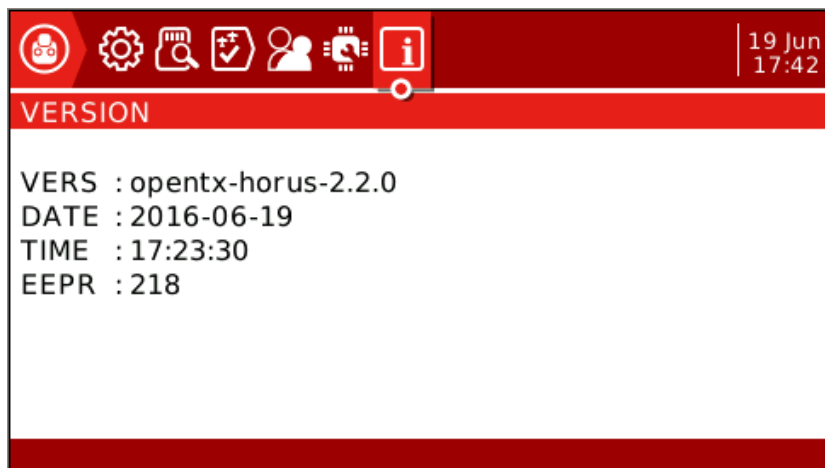 19 Jun
17:42
VERSION
VERS : opentx-horus-2.2.0
DATE : 2016-06-19
TIME : 17:23:30
EEPR : 218